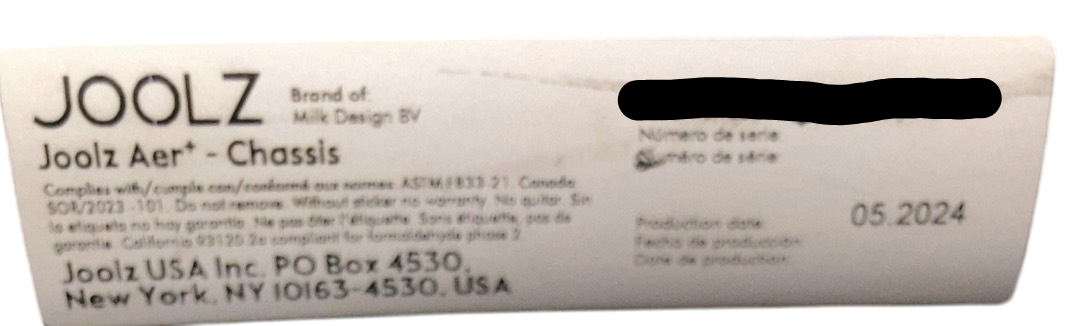 JOOLZ
Brand of:
Milk Design BV
Joolz Aer+ - Chassis
Complies with/cumple con/conformé aux normes ASTM F833-21. Canada
SOR/2023-101. Do not remove. Without sticker no warranty. No quitar. Sin
la etiqueta no hay garantía. Ne pas ôter l'étiquette. Sans étiquette, pas de
garantie. California 93120.2a compliant for formaldehyde phase 2
Joolz USA Inc. PO Box 4530,
New York, NY 10163-4530, USA
Número de serie
Numéro de série
Production date
Fecha de producción
Date de production
05.2024